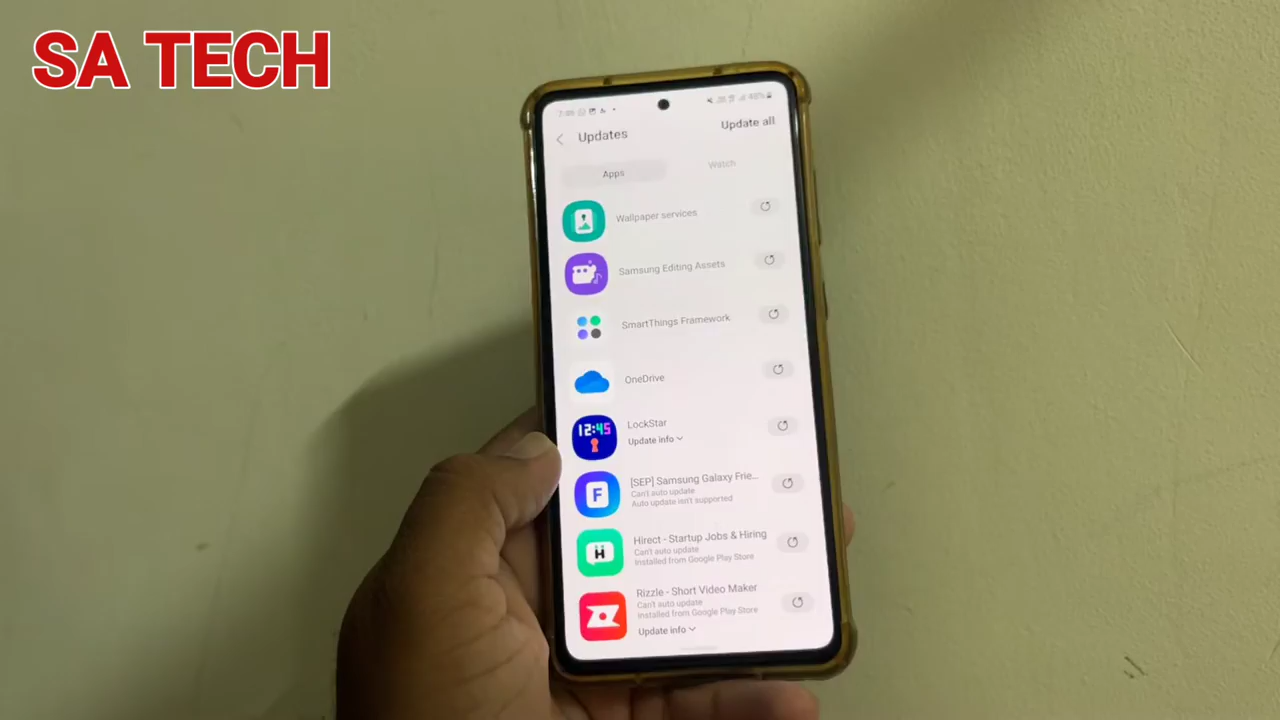 SA TECH
Updates
Update all
Apps
Watch
Wallpaper services
Samsung Editing Assets
SmartThings Framework
OneDrive
12:45
LockStar
Update info
F
[SEP] Samsung Galaxy Frie...
Can't auto update
Auto update isn't supported
H
Hirect - Startup Jobs & Hiring
Can't auto update
Installed from Google Play Store
Rizzle - Short Video Maker
Can't auto update
Installed from Google Play Store
Update info